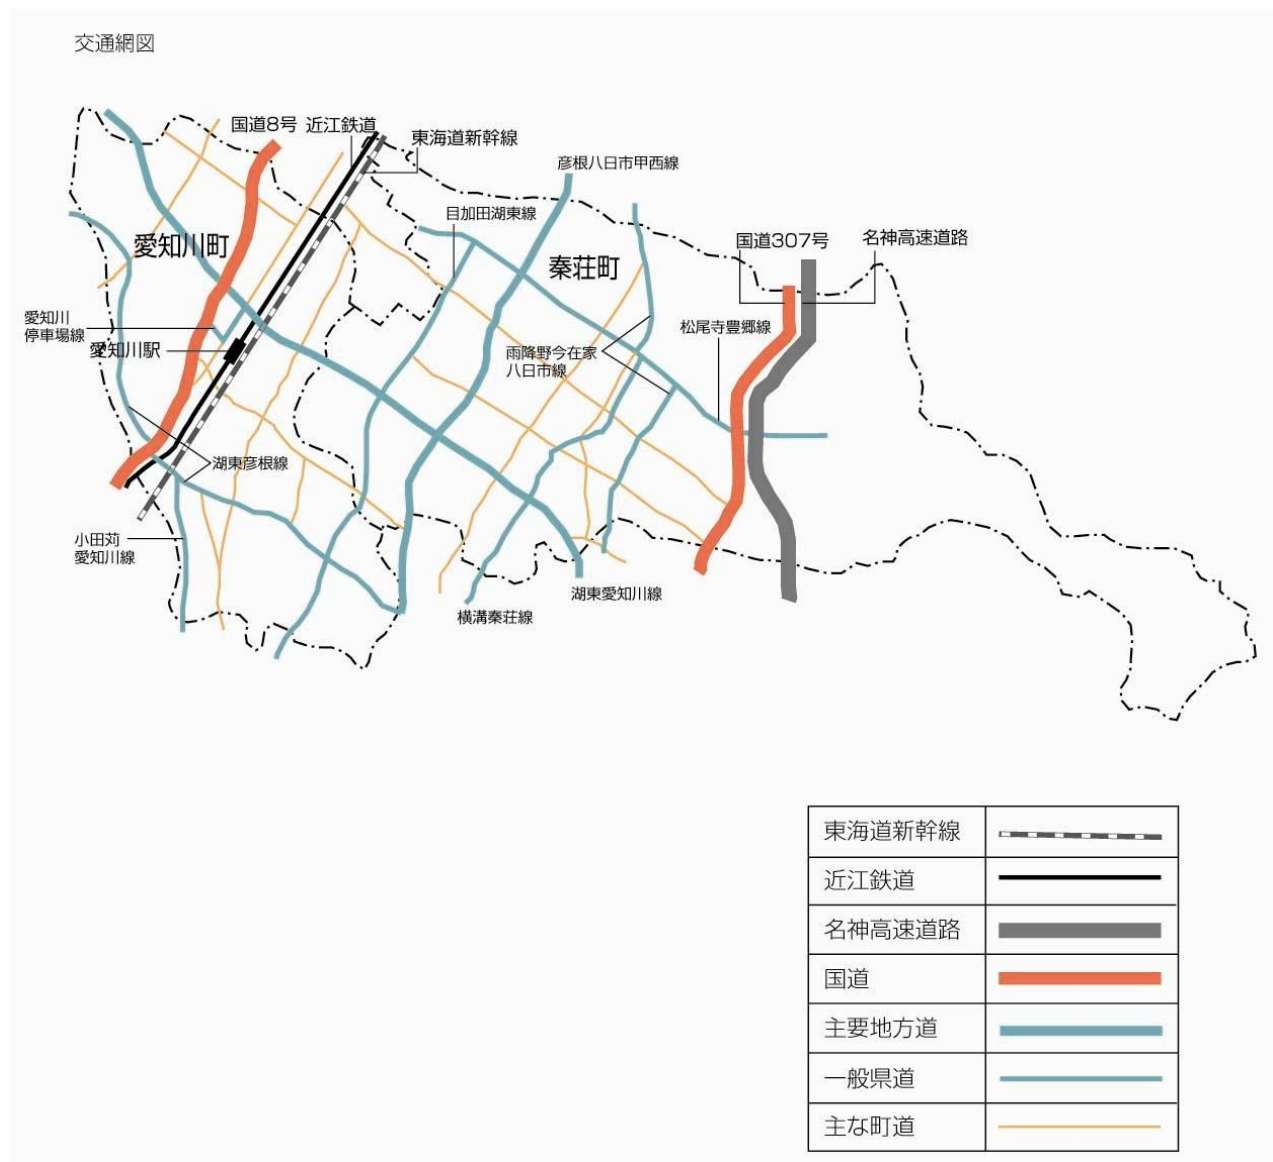 交通網図
国道8号
近江鉄道
東海道新幹線
彦根八日市甲西線
目加田湖東線
愛知川町
秦荘町
国道307号
名神高速道路
愛知川
停車場線
愛知川駅
松尾寺豊郷線
雨降野今在家
八日市線
湖東彦根線
小田苅
愛知川線
湖東愛知川線
横溝秦荘線
東海道新幹線
近江鉄道
名神高速道路
国道
主要地方道
一般県道
主な町道